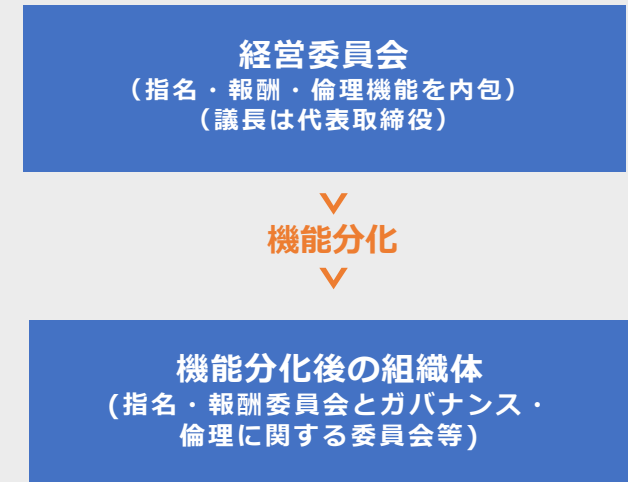 経営委員会
（指名・報酬・倫理機能を内包）
（議長は代表取締役）
機能分化
機能分化後の組織体
(指名・報酬委員会とガバナンス・
倫理に関する委員会等)